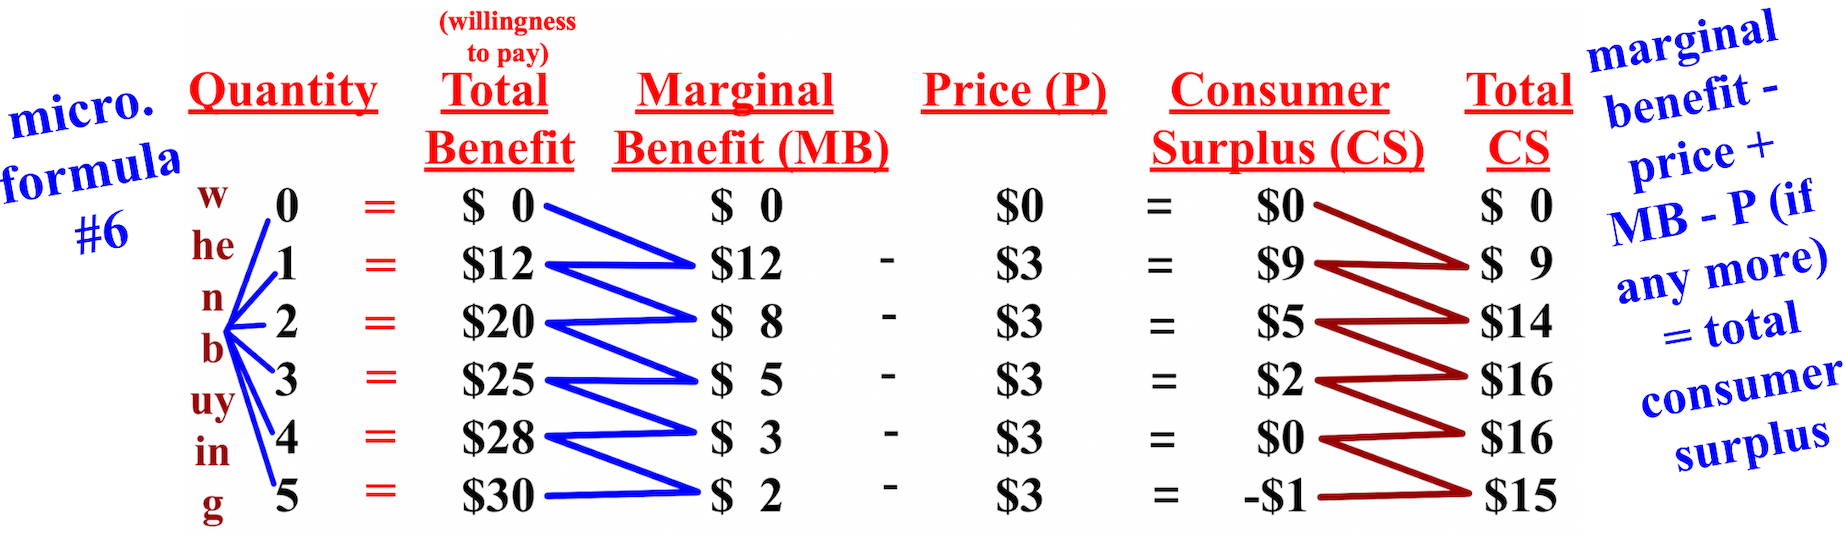 micro.
formula
#6
(willingness
to pay)
Quantity Total Marginal Price (P) Consumer Total
Benefit Benefit (MB) Surplus (CS) CS
w
he
n
b
uy
in
g
0 = $ 0 $ 0 $0 = $0 $ 0
1 = $12 $12 - $3 = $9 $ 9
2 = $20 $ 8 - $3 = $5 $14
3 = $25 $ 5 - $3 = $2 $16
4 = $28 $ 3 - $3 = $0 $16
5 = $30 $ 2 - $3 = -$1 $15
marginal
benefit -
price +
MB - P (if
any more)
= total
consumer
surplus